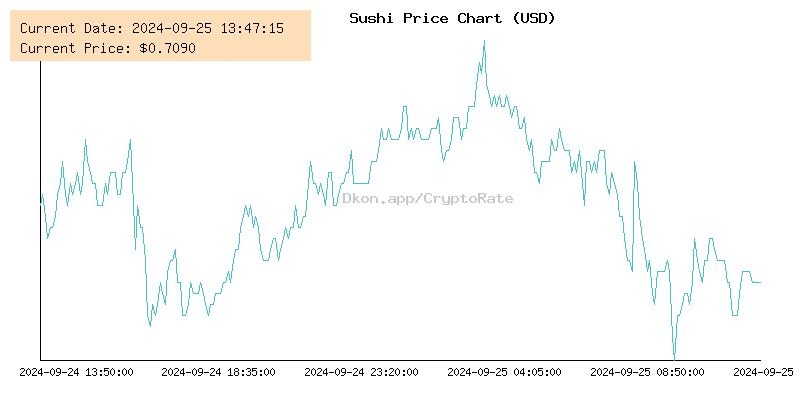 Sushi Price Chart (USD)
Current Date: 2024-09-25 13:47:15
Current Price: $0.7090
Dkon.app/CryptoRate
2024-09-24 13:50:00 2024-09-24 18:35:00 2024-09-24 23:20:00 2024-09-25 04:05:00 2024-09-25 08:50:00 2024-09-25